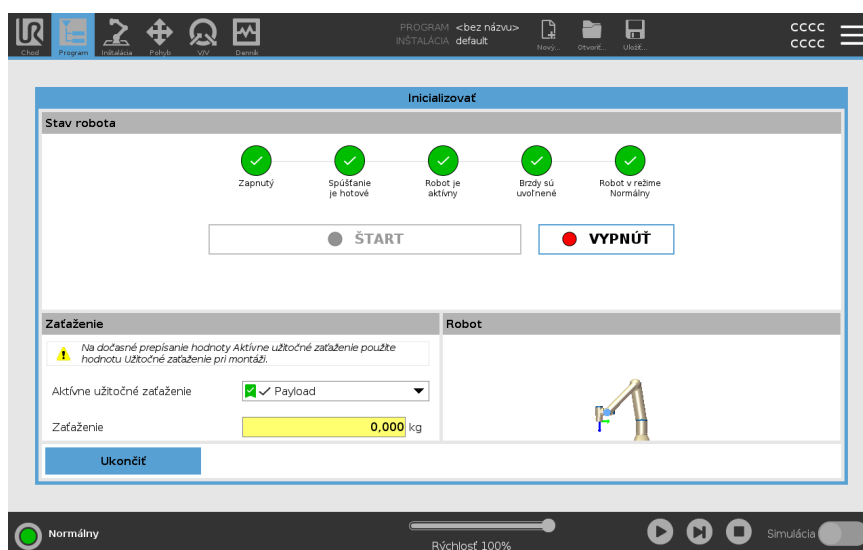 UR
PROGRAM <bez názvu>
INŠTALÁCIA default
cccc
cccc
Chod Program Inštalácia Pohyb V/V Denník Nový... Otvoriť... Uložiť...
Inicializovať
Stav robota
Zapnutý Spúšťanie je hotové Robot je aktívny Brzdy sú uvoľnené Robot v režime Normálny
ŠTART VYPNÚŤ
Zaťaženie Robot
Na dočasné prepísanie hodnoty Aktívne užitočné zaťaženie použite
hodnotu Užitočné zaťaženie pri montáži.
Aktívne užitočné zaťaženie Payload
Zaťaženie 0,000 kg
Ukončiť
Normálny Rýchlosť 100% Simulácia